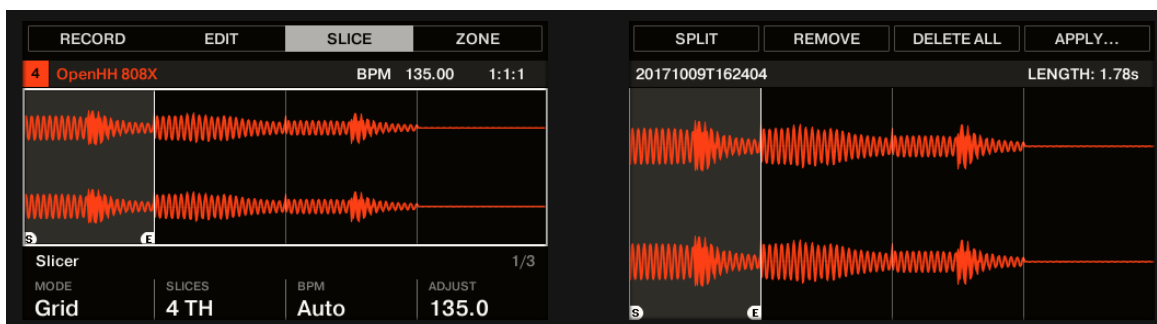 RECORD EDIT SLICE ZONE
4 OpenHH 808X BPM 135.00 1:1:1
S E
Slicer 1/3
MODE SLICES BPM ADJUST
Grid 4 TH Auto 135.0
SPLIT REMOVE DELETE ALL APPLY...
20171009T162404 LENGTH: 1.78s
S E